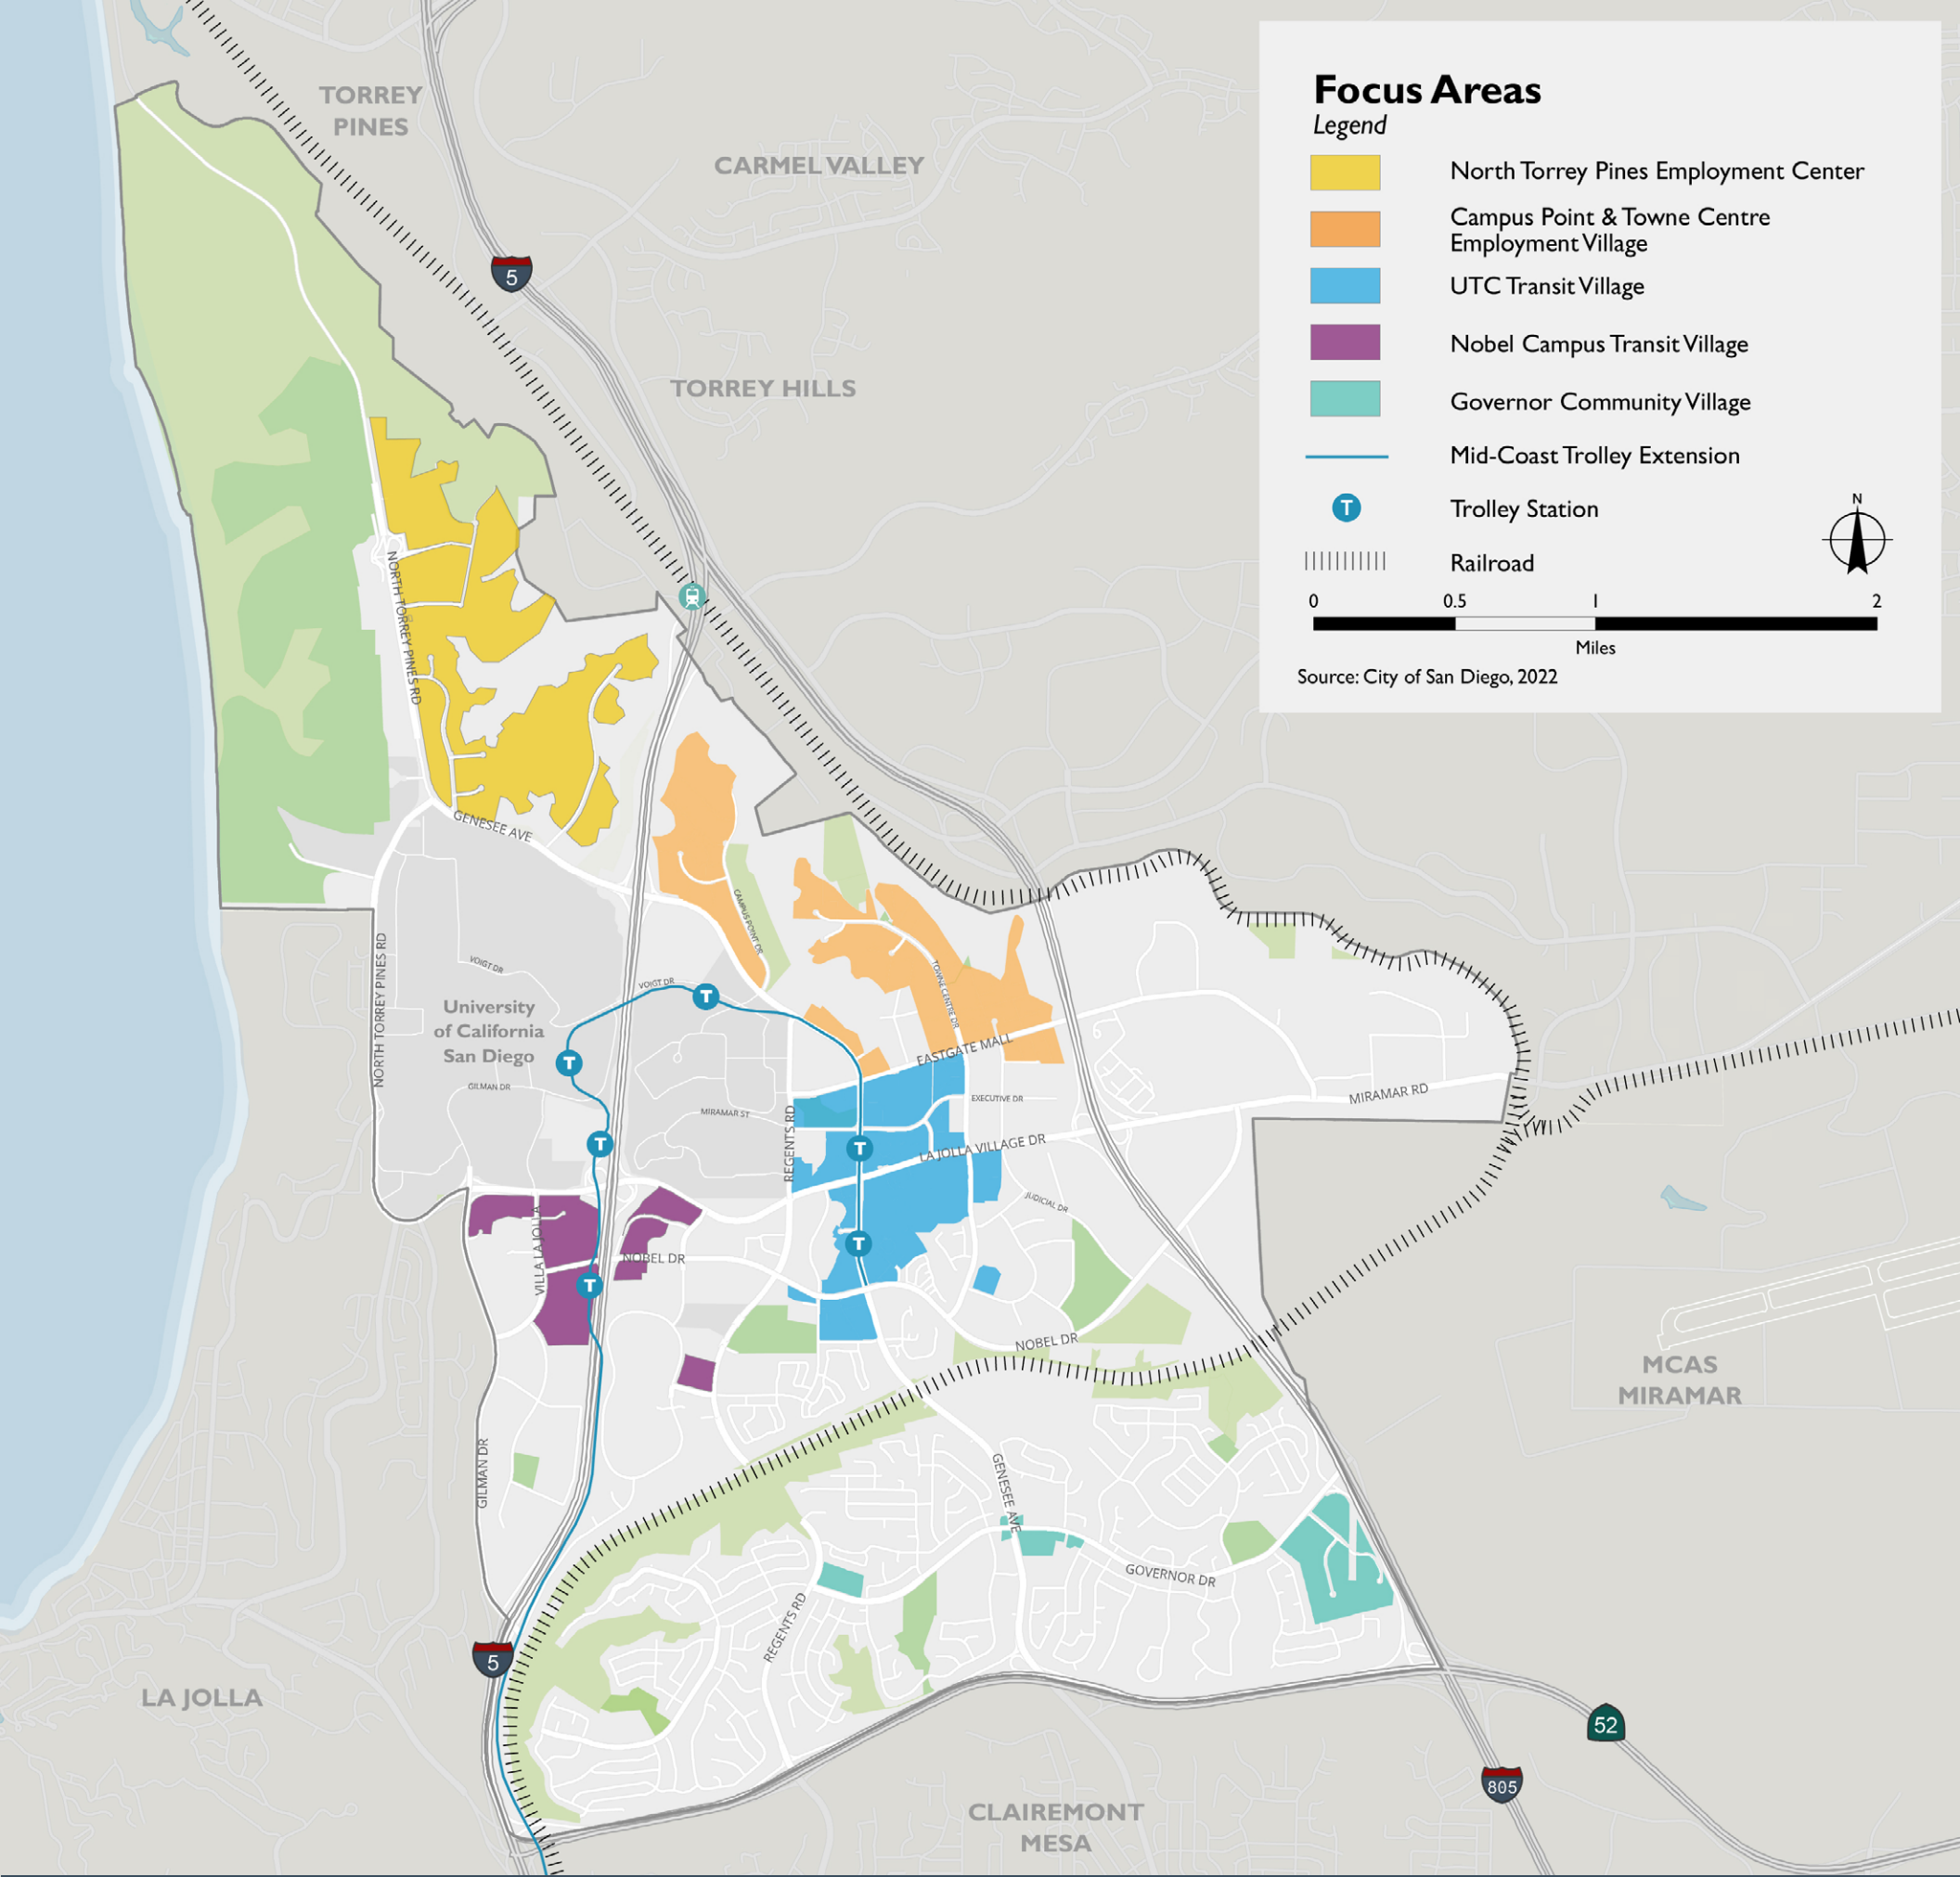 Focus Areas
Legend
North Torrey Pines Employment Center
Campus Point & Towne Centre
Employment Village
UTC Transit Village
Nobel Campus Transit Village
Governor Community Village
Mid-Coast Trolley Extension
T
Trolley Station
Railroad
N
0
0.5
1
2
Miles
Source: City of San Diego, 2022
TORREY
PINES
CARMEL VALLEY
5
TORREY HILLS
NORTH TORREY PINES RD
GENESEE AVE
CAMPUS POINT DR
TOWNE CENTRE DR
NORTH TORREY PINES RD
VOIGT DR
VOIGT DR
T
University
of California
San Diego
T
GILMAN DR
EASTGATE MALL
MIRAMAR RD
EXECUTIVE DR
MIRAMAR ST
REGENTS RD
T
T
LA JOLLA VILLAGE DR
JUDICIAL DR
VILLA LA JOLLA
T
NOBEL DR
T
NOBEL DR
MCAS
MIRAMAR
GILMAN DR
GENESEE AVE
GOVERNOR DR
REGENTS RD
5
LA JOLLA
52
805
CLAIREMONT
MESA